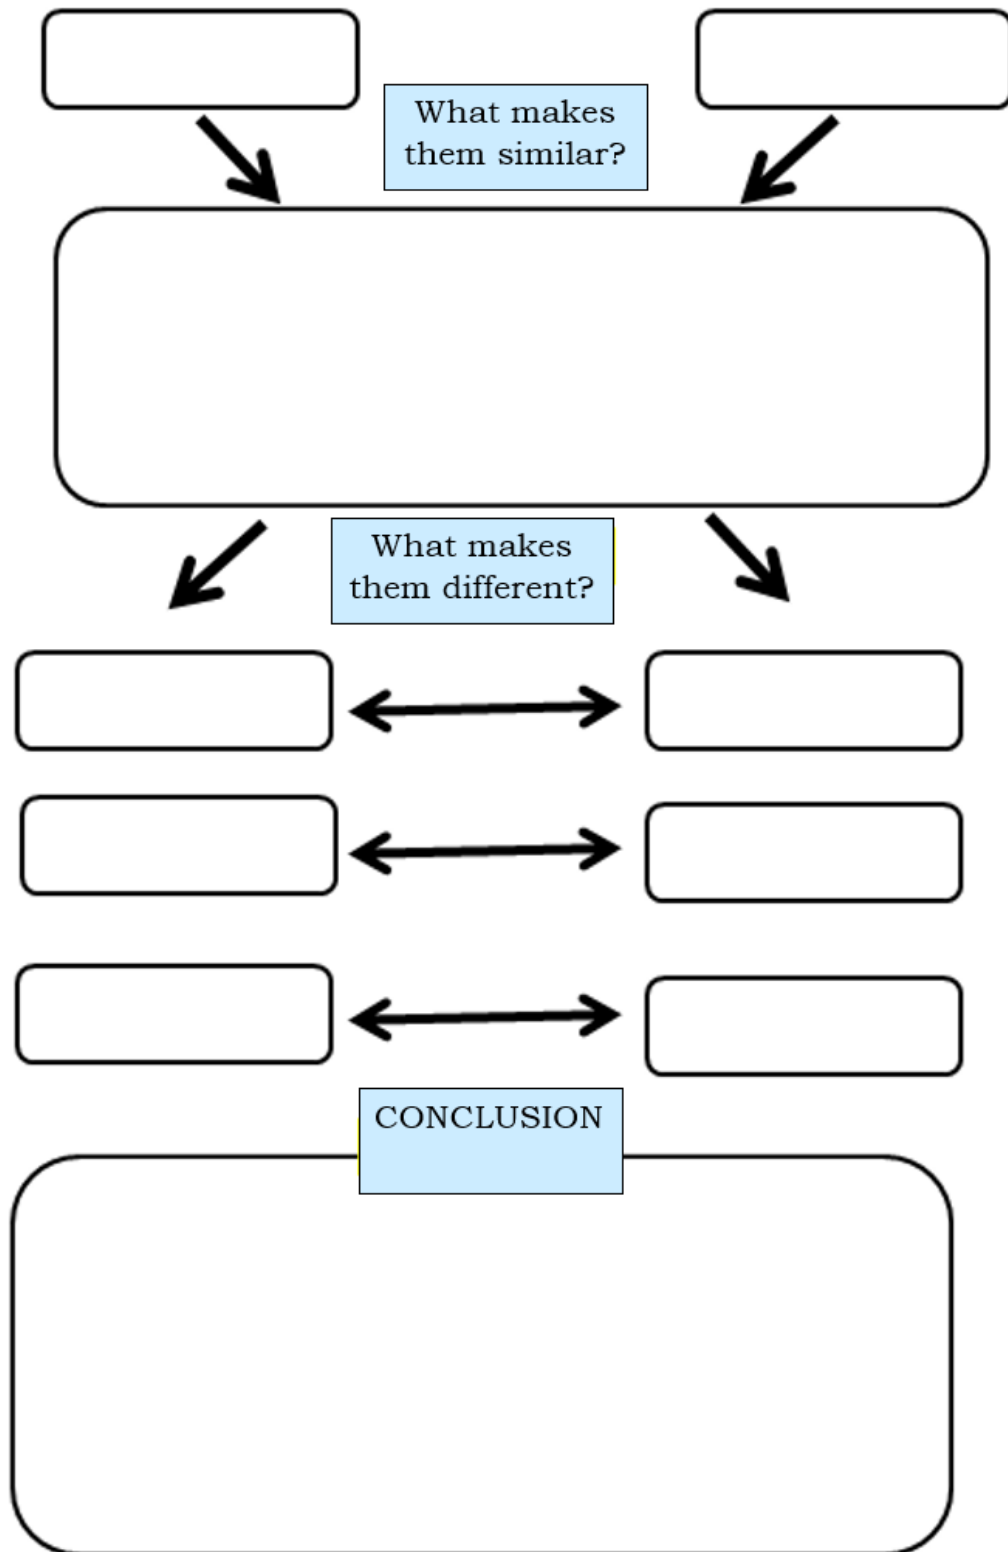 What makes
them similar?
What makes
them different?
CONCLUSION